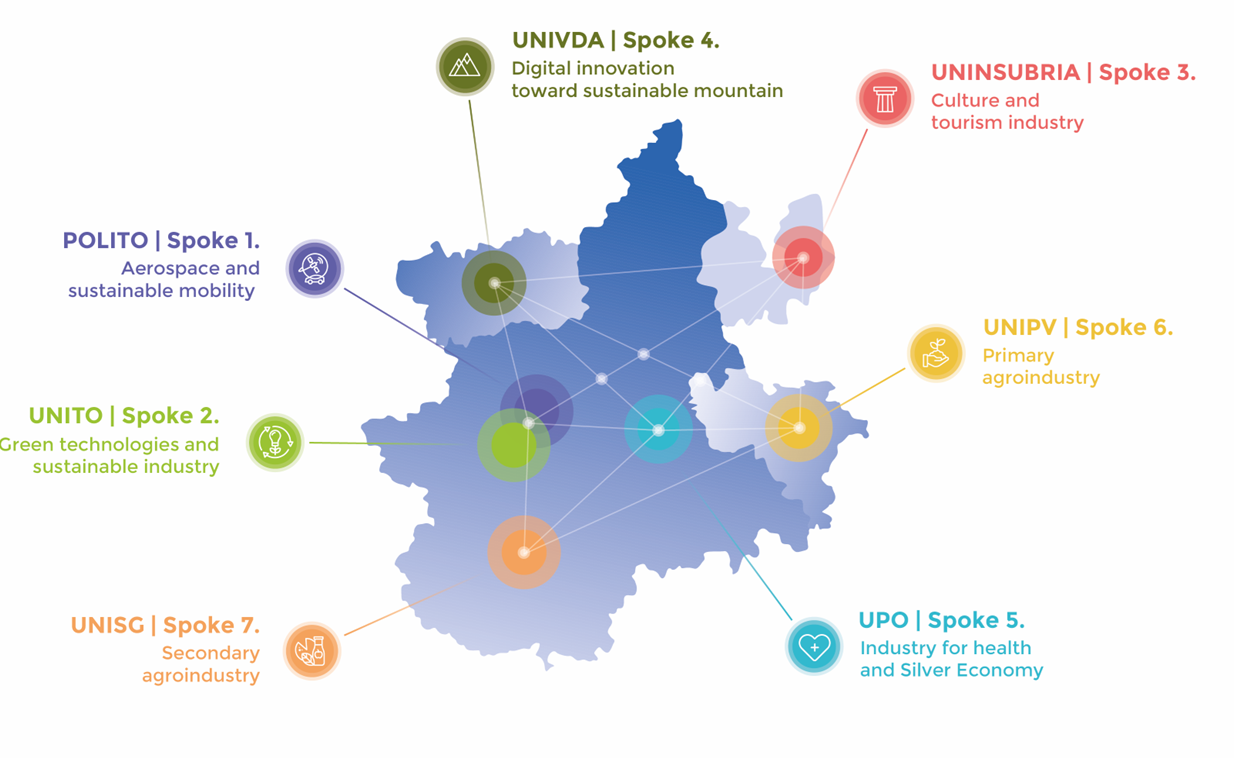 UNIVDA | Spoke 4.
Digital innovation
toward sustainable mountain
UNINSUBRIA | Spoke 3.
Culture and
tourism industry
POLITO | Spoke 1.
Aerospace and
sustainable mobility
UNIPV | Spoke 6.
Primary
agroindustry
UNITO | Spoke 2.
Green technologies and
sustainable industry
UNISG | Spoke 7.
Secondary
agroindustry
UPO | Spoke 5.
Industry for health
and Silver Economy